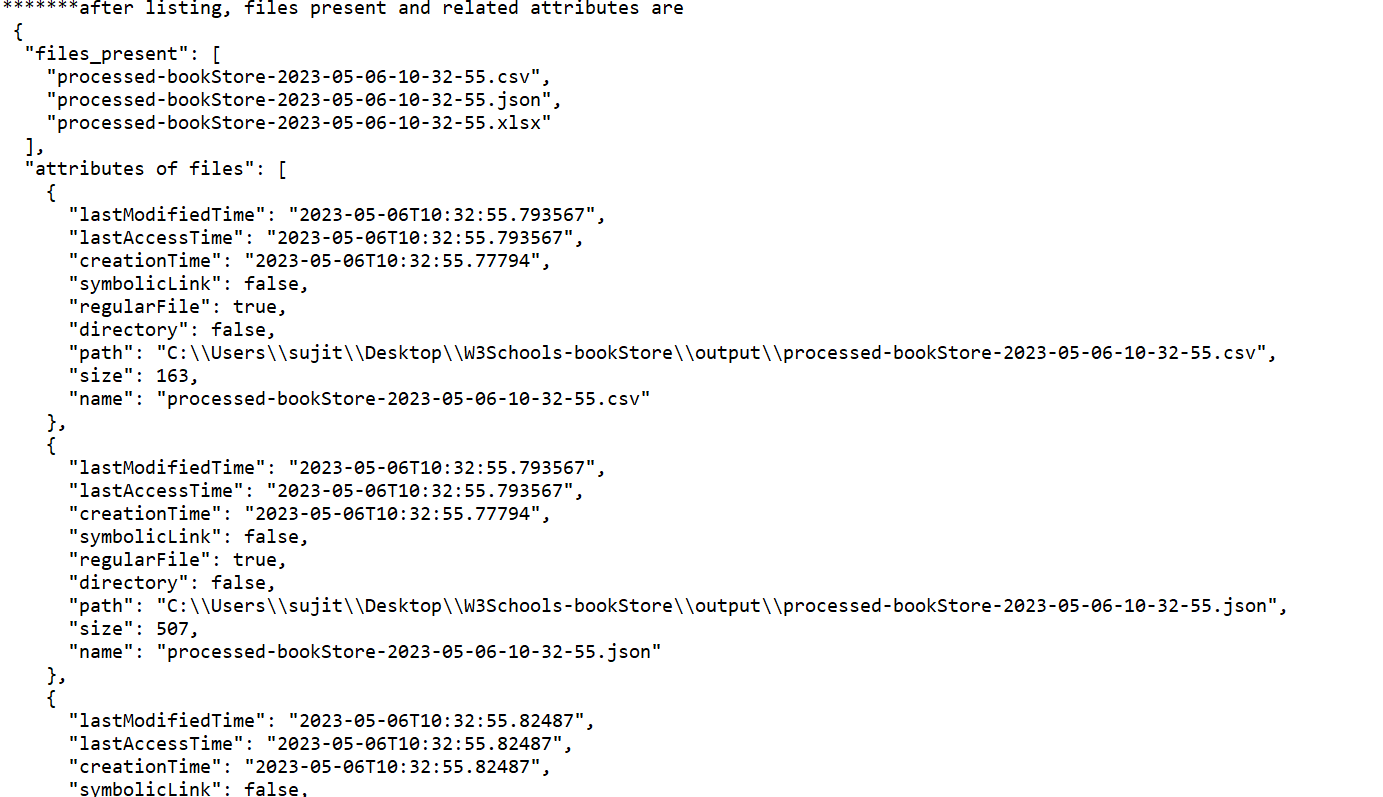 *******after listing, files present and related attributes are
{
"files_present": [
"processed-bookStore-2023-05-06-10-32-55.csv",
"processed-bookStore-2023-05-06-10-32-55.json",
"processed-bookStore-2023-05-06-10-32-55.xlsx"
],
"attributes of files": [
{
"lastModifiedTime": "2023-05-06T10:32:55.793567",
"lastAccessTime": "2023-05-06T10:32:55.793567",
"creationTime": "2023-05-06T10:32:55.77794",
"symbolicLink": false,
"regularFile": true,
"directory": false,
"path": "C:\\Users\\sujit\\Desktop\\W3Schools-bookStore\\output\\processed-bookStore-2023-05-06-10-32-55.csv",
"size": 163,
"name": "processed-bookStore-2023-05-06-10-32-55.csv"
},
{
"lastModifiedTime": "2023-05-06T10:32:55.793567",
"lastAccessTime": "2023-05-06T10:32:55.793567",
"creationTime": "2023-05-06T10:32:55.77794",
"symbolicLink": false,
"regularFile": true,
"directory": false,
"path": "C:\\Users\\sujit\\Desktop\\W3Schools-bookStore\\output\\processed-bookStore-2023-05-06-10-32-55.json",
"size": 507,
"name": "processed-bookStore-2023-05-06-10-32-55.json"
},
{
"lastModifiedTime": "2023-05-06T10:32:55.82487",
"lastAccessTime": "2023-05-06T10:32:55.82487",
"creationTime": "2023-05-06T10:32:55.82487",
"symbolicLink": false,